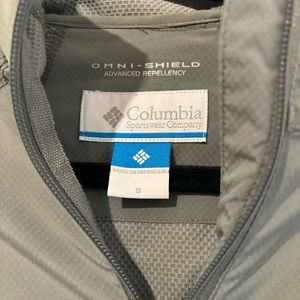 OMNI-SHIELD
ADVANCED REPELLENCY
Columbia
Sportswear Company
MADE IN INDONESIA
S